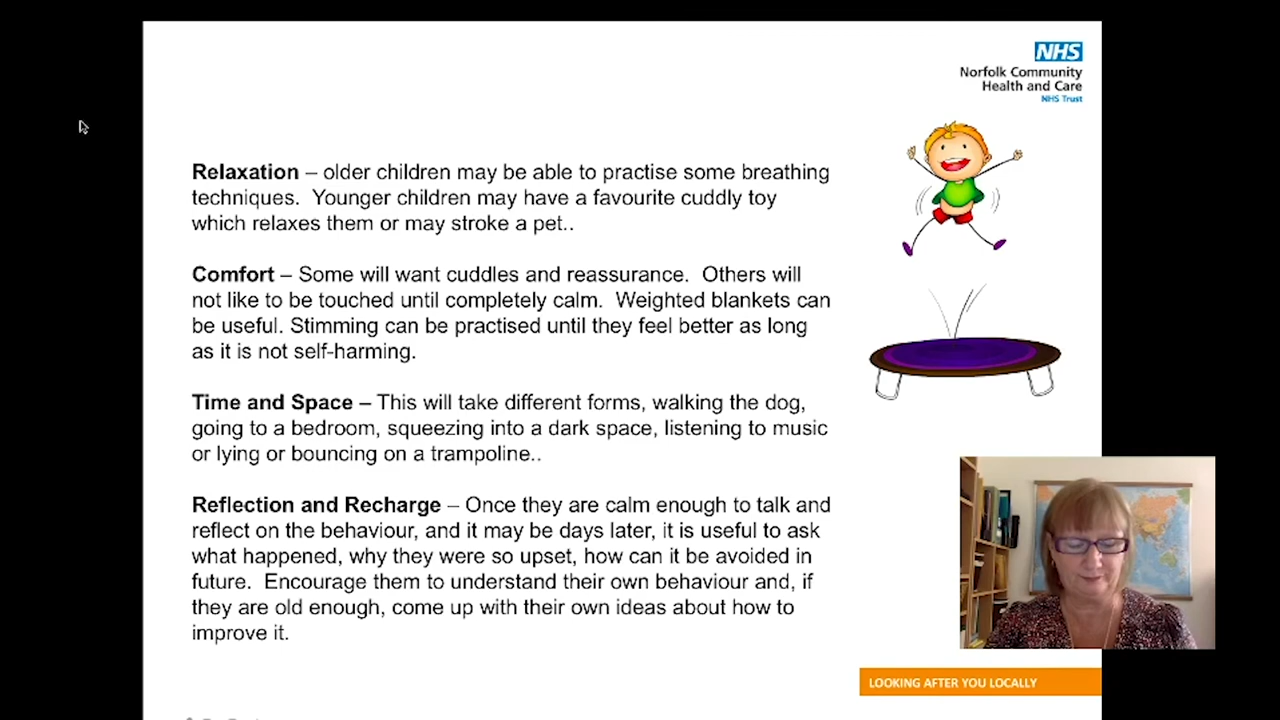 NHS
Norfolk Community
Health and Care
NHS Trust
Relaxation – older children may be able to practise some breathing
techniques.  Younger children may have a favourite cuddly toy
which relaxes them or may stroke a pet..
Comfort – Some will want cuddles and reassurance.  Others will
not like to be touched until completely calm.  Weighted blankets can
be useful. Stimming can be practised until they feel better as long
as it is not self-harming.
Time and Space – This will take different forms, walking the dog,
going to a bedroom, squeezing into a dark space, listening to music
or lying or bouncing on a trampoline..
Reflection and Recharge – Once they are calm enough to talk and
reflect on the behaviour, and it may be days later, it is useful to ask
what happened, why they were so upset, how can it be avoided in
future.  Encourage them to understand their own behaviour and, if
they are old enough, come up with their own ideas about how to
improve it.
LOOKING AFTER YOU LOCALLY